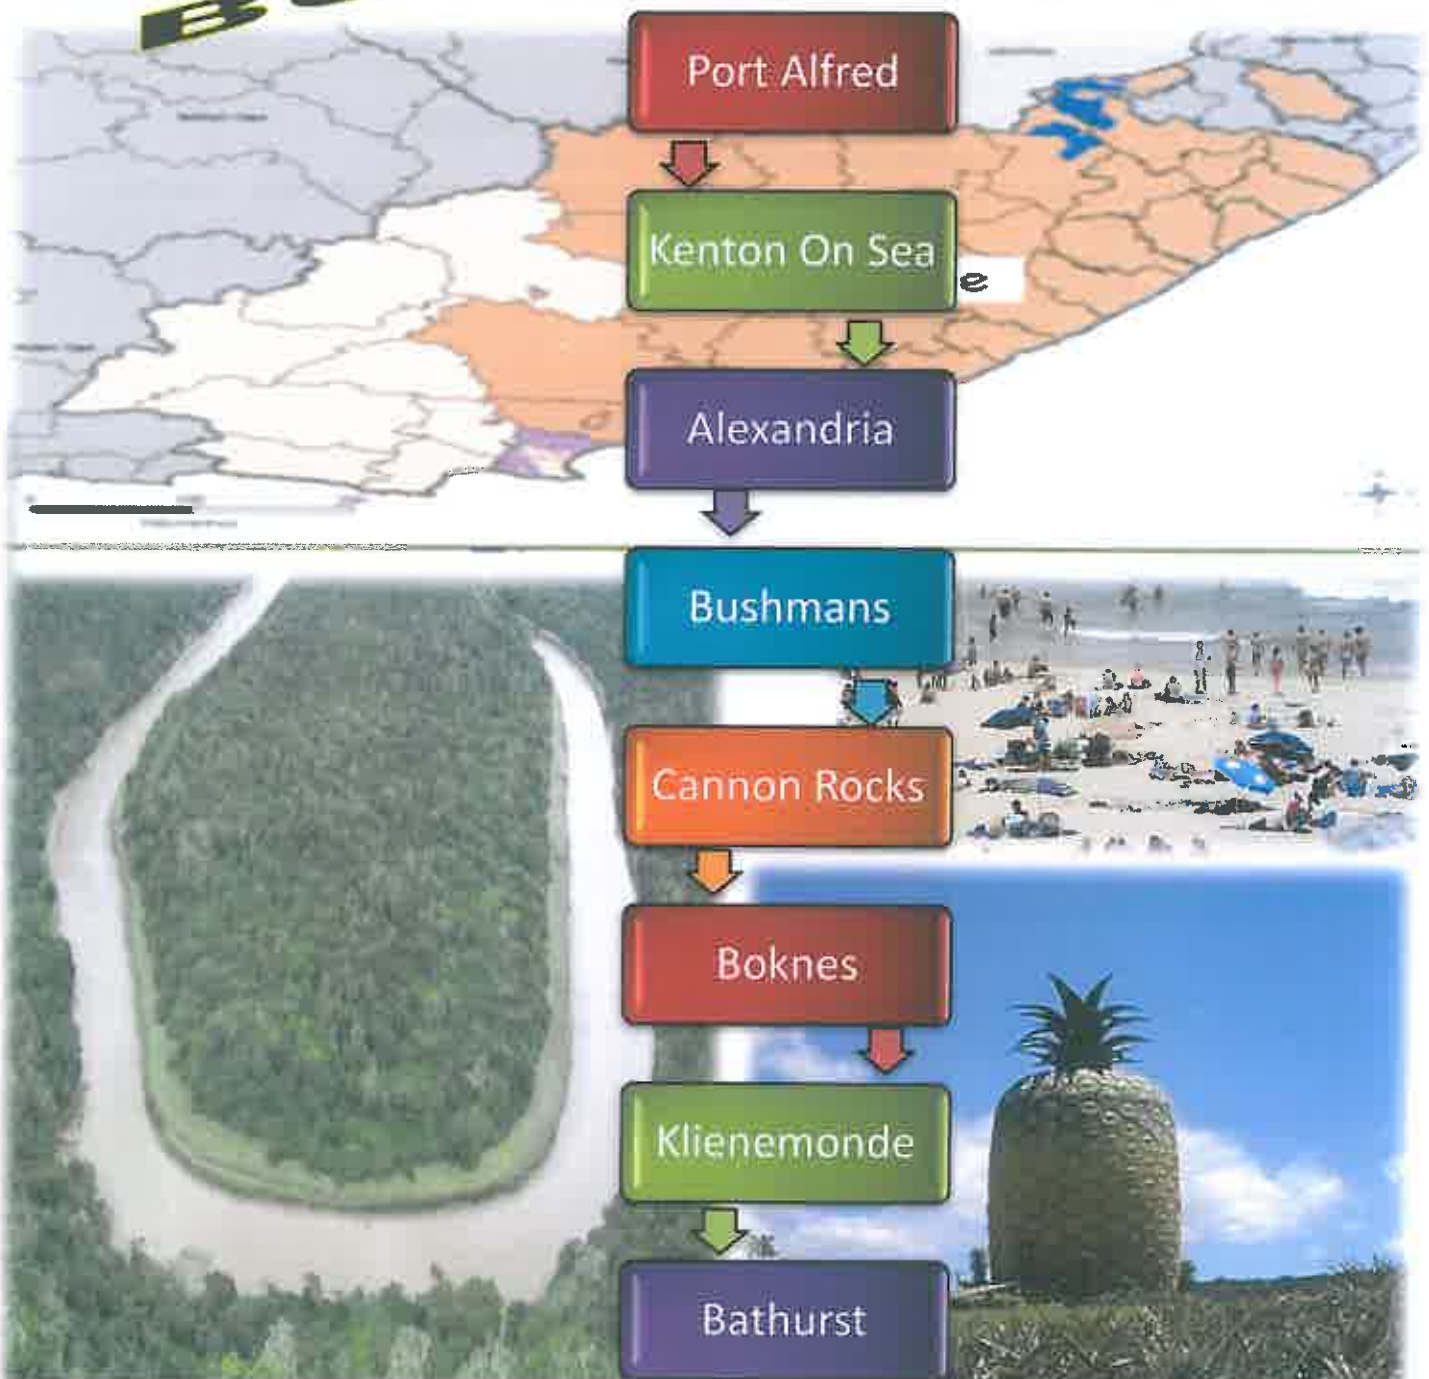 Port Alfred
Kenton On Sea
e
Alexandria
Bushmans
Cannon Rocks
Boknes
Klienemonde
Bathurst